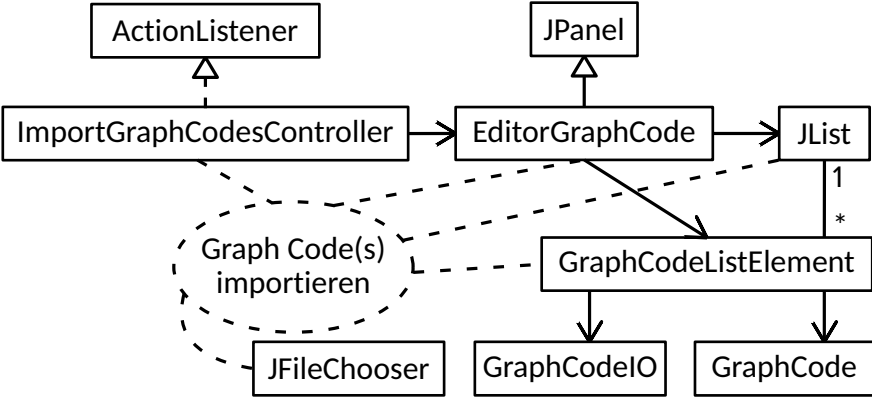 ActionListener
JPanel
ImportGraphCodesController
EditorGraphCode
JList
1
*
Graph Code(s)
importieren
GraphCodeListElement
JFileChooser
GraphCodeIO
GraphCode